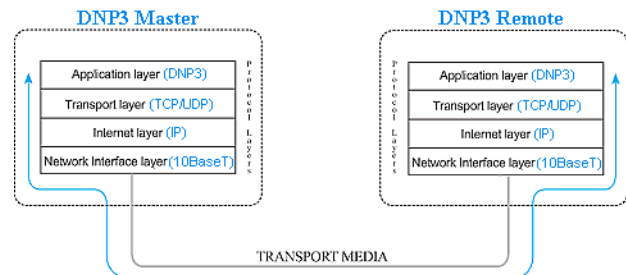 DNP3 Master
Application layer (DNP3)
Transport layer (TCP/UDP)
Internet layer (IP)
Network Interface layer (10BaseT)
Protocol Layers
DNP3 Remote
Application layer (DNP3)
Transport layer (TCP/UDP)
Internet layer (IP)
Network Interface layer (10BaseT)
Protocol Layers
TRANSPORT MEDIA